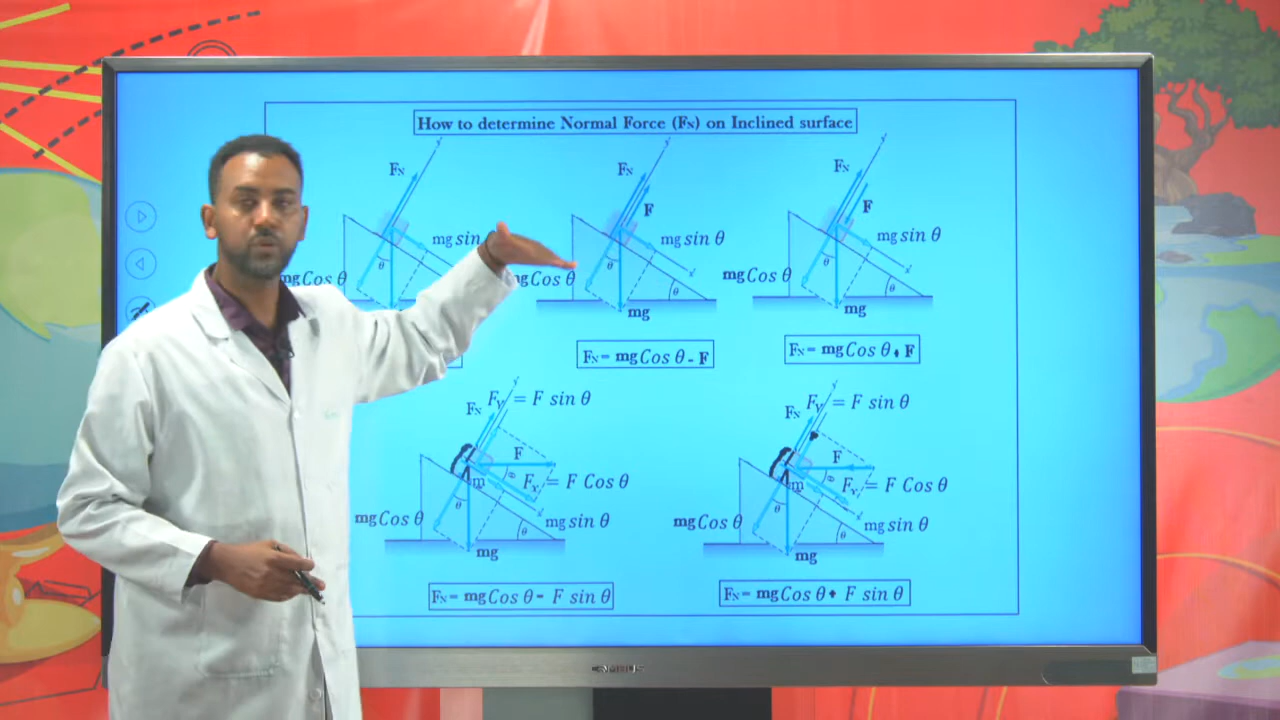 How to determine Normal Force (FN) on Inclined surface
y
FN
mg sin
θ
mg Cos θ
y
FN
F
mg sin θ
x
θ
θ
mg Cos θ
mg
FN = mg Cos θ - F
y
FN
F
mg sin θ
x
θ
θ
mg Cos θ
mg
FN = mg Cos θ + F
y
FN
Fy = F sin θ
F
θ
m
Fx = F Cos θ
x
θ
θ
mg sin θ
mg Cos θ
mg
FN = mg Cos θ - F sin θ
y
FN
Fy = F sin θ
F
θ
m
Fx = F Cos θ
x
θ
θ
mg sin θ
mg Cos θ
mg
FN = mg Cos θ + F sin θ